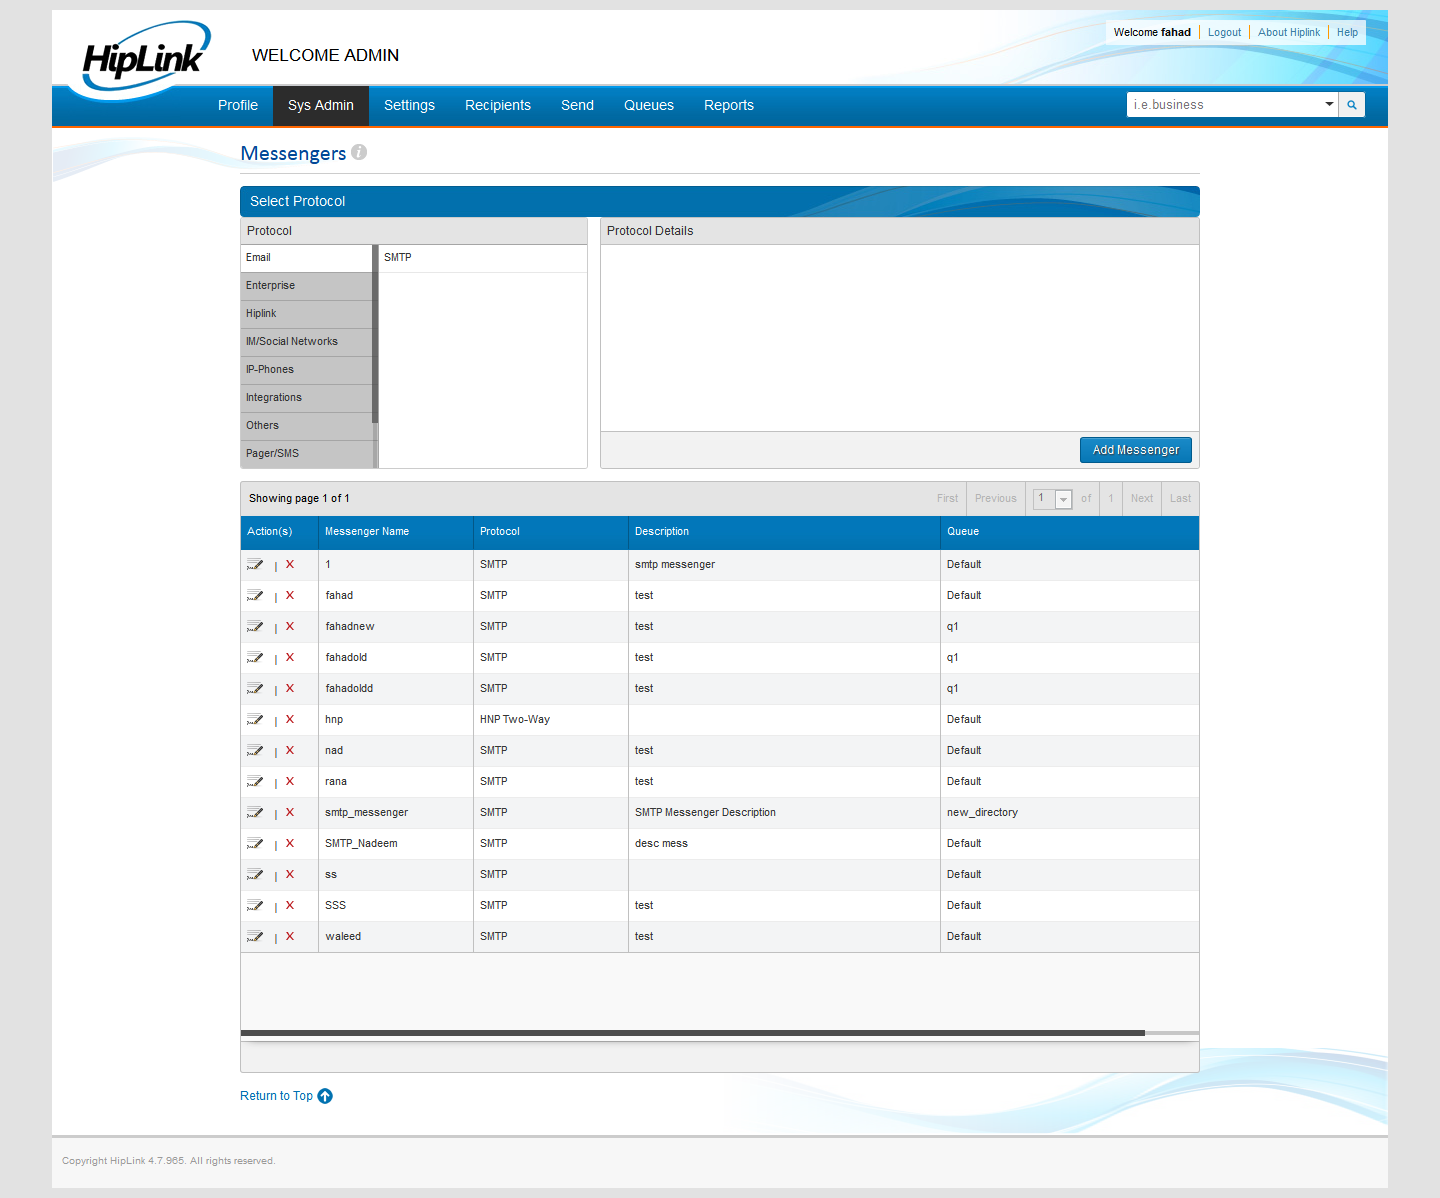 HipLink
WELCOME ADMIN
Welcome fahad Logout About Hiplink Help
Profile Sys Admin Settings Recipients Send Queues Reports i.e.business
Messengers i
Select Protocol
Protocol Protocol Details
Email SMTP
Enterprise
Hiplink
IM/Social Networks
IP-Phones
Integrations
Others
Pager/SMS
Add Messenger
Showing page 1 of 1 First Previous 1 of 1 Next Last
Action(s) Messenger Name Protocol Description Queue
| X 1 SMTP smtp messenger Default
| X fahad SMTP test Default
| X fahadnew SMTP test q1
| X fahadold SMTP test q1
| X fahadoldd SMTP test q1
| X hnp HNP Two-Way Default
| X nad SMTP test Default
| X rana SMTP test Default
| X smtp_messenger SMTP SMTP Messenger Description new_directory
| X SMTP_Nadeem SMTP desc mess Default
| X ss SMTP Default
| X SSS SMTP test Default
| X waleed SMTP test Default
Return to Top
Copyright HipLink 4.7.965. All rights reserved.